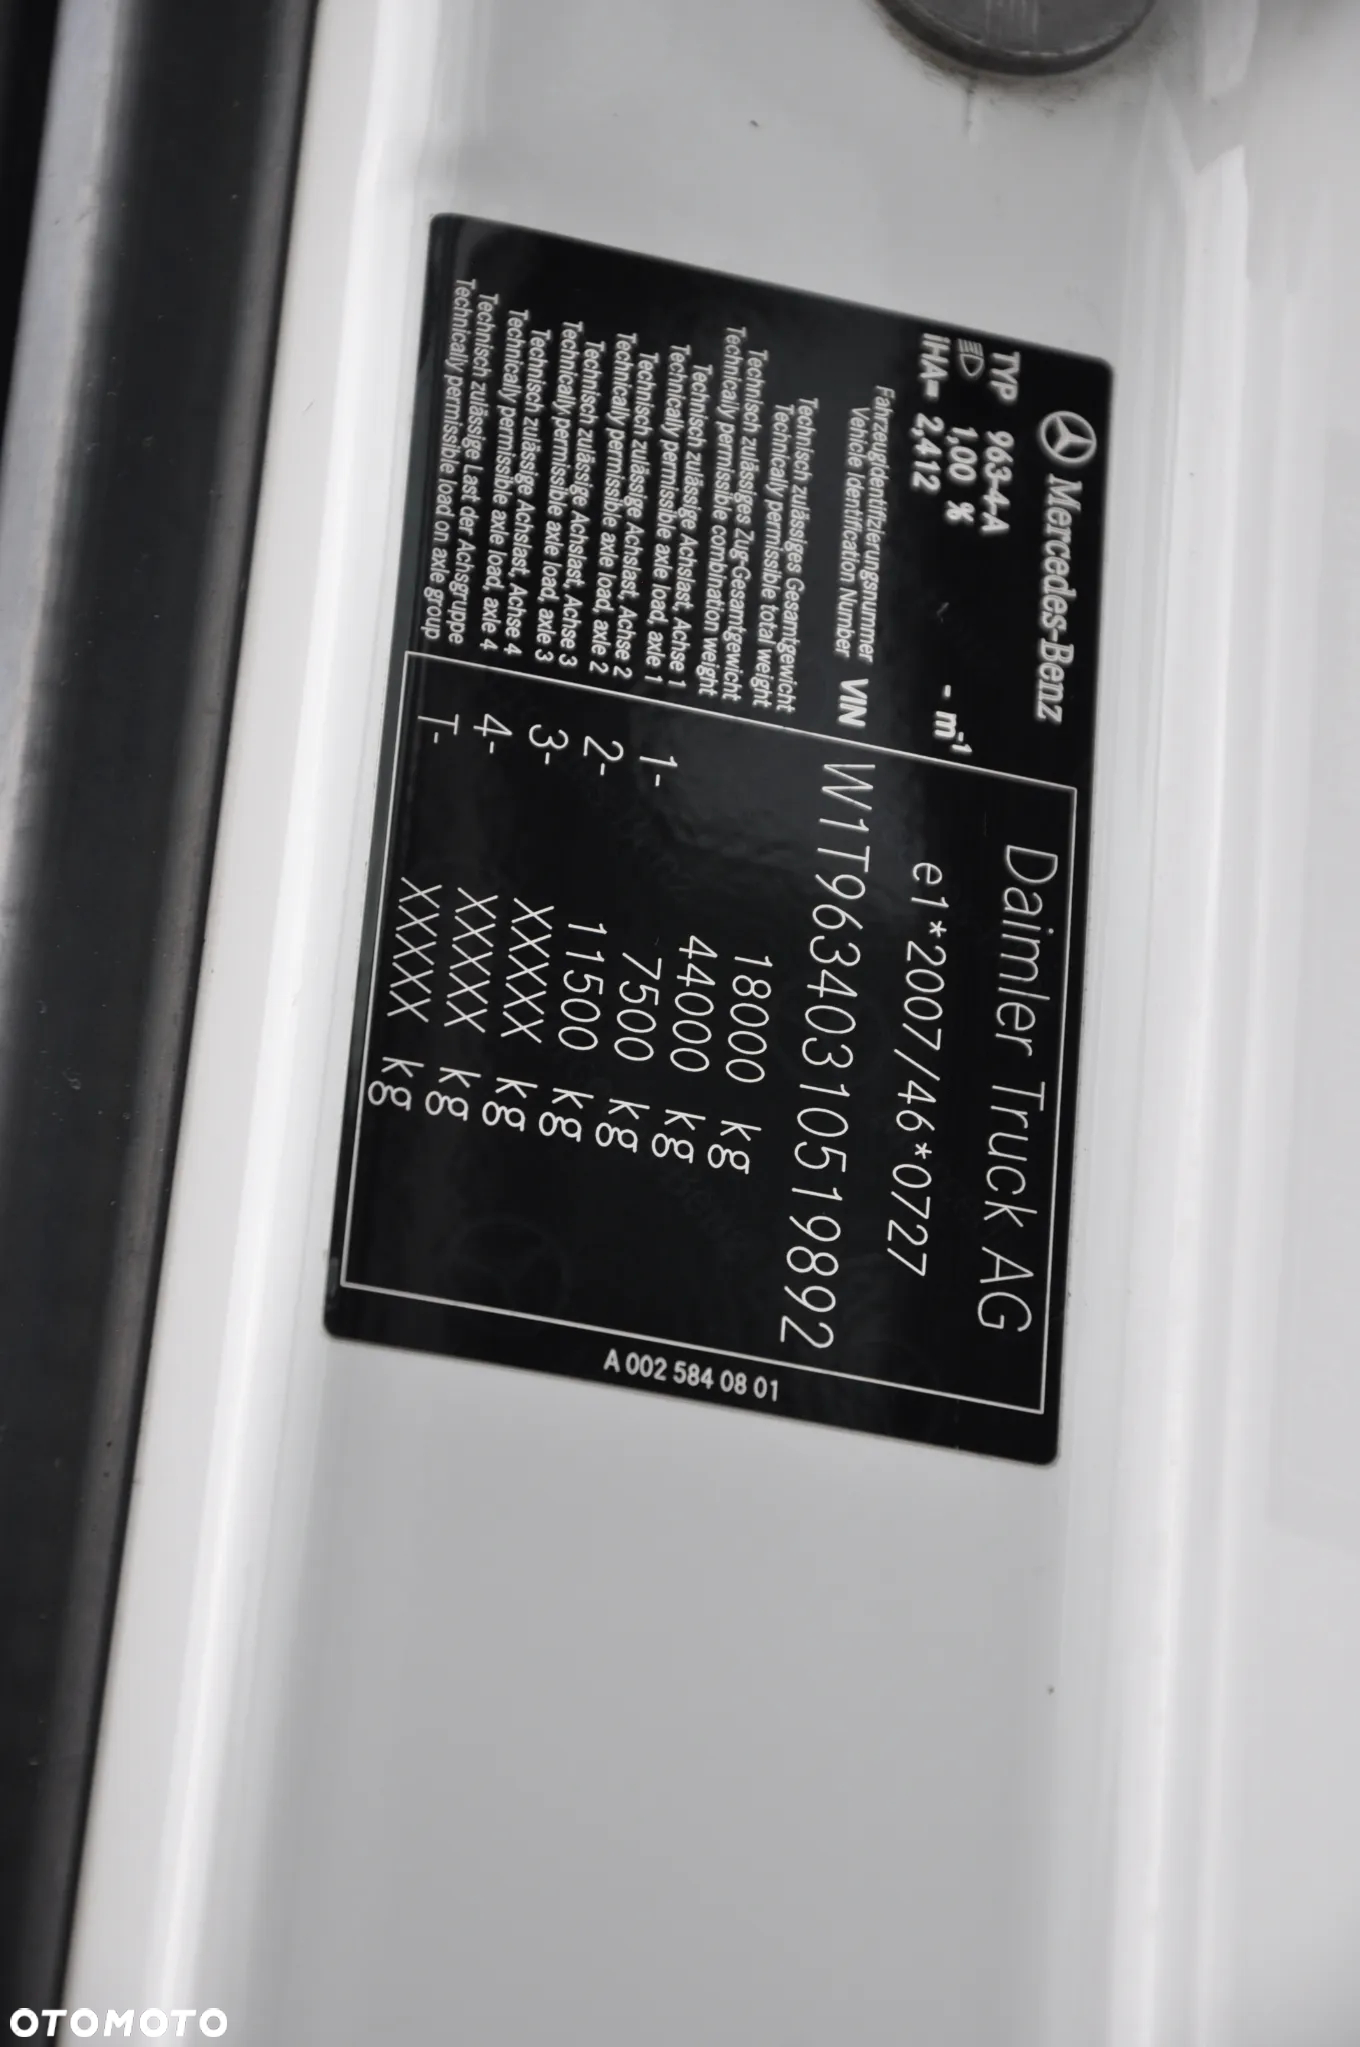 Mercedes-Benz
TYP 963-4-A
1,00 % - m-1
iHA= 2,412
Daimler Truck AG
e1*2007/46*0727
Fahrzeugidentifizierungsnummer
Vehicle Identification Number VIN W1T96340310519892
Technisch zulässiges Gesamtgewicht
Technically permissible total weight 18000 kg
Technisch zulässiges Zug-Gesamtgewicht
Technically permissible combination weight 44000 kg
Technisch zulässige Achslast, Achse 1
Technically permissible axle load, axle 1 1- 7500 kg
Technisch zulässige Achslast, Achse 2
Technically permissible axle load, axle 2 2- 11500 kg
Technisch zulässige Achslast, Achse 3
Technically permissible axle load, axle 3 3- XXXXX kg
Technisch zulässige Achslast, Achse 4
Technically permissible axle load, axle 4 4- XXXXX kg
Technisch zulässige Last der Achsgruppe
Technically permissible load on axle group T- XXXXX kg
A 002 584 08 01
OTOMOTO